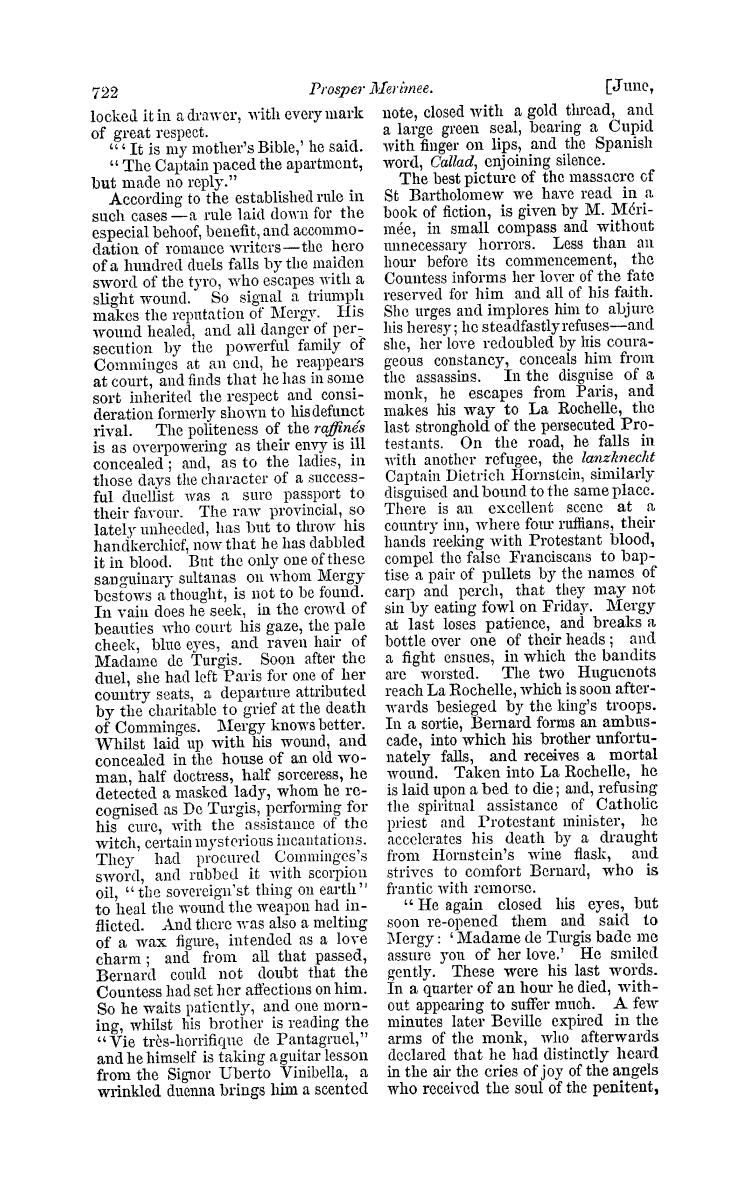 722
Prosper Merimee.
[June,
locked it in a drawer, with every mark
of great respect.
"'It is my mother's Bible,' he said.
"The Captain paced the apartment,
but made no reply."
According to the established rule in
such cases—a rule laid down for the
especial behoof, benefit, and accommo-
dation of romance writers—the hero
of a hundred duels falls by the maiden
sword of the tyro, who escapes with a
slight wound. So signal a triumph
makes the reputation of Mergy. His
wound healed, and all danger of per-
secution by the powerful family of
Comminges at an end, he reappears
at court, and finds that he has in some
sort inherited the respect and consi-
deration formerly shown to his defunct
rival. The politeness of the raffinés
is as overpowering as their envy is ill
concealed; and, as to the ladies, in
those days the character of a success-
ful duellist was a sure passport to
their favour. The raw provincial, so
lately unheeded, has but to throw his
handkerchief, now that he has dabbled
it in blood. But the only one of these
sanguinary sultanas on whom Mergy
bestows a thought, is not to be found.
In vain does he seek, in the crowd of
beauties who court his gaze, the pale
cheek, blue eyes, and raven hair of
Madame de Turgis. Soon after the
duel, she had left Paris for one of her
country seats, a departure attributed
by the charitable to grief at the death
of Comminges. Mergy knows better.
Whilst laid up with his wound, and
concealed in the house of an old wo-
man, half doctress, half sorceress, he
detected a masked lady, whom he re-
cognised as De Turgis, performing for
his cure, with the assistance of the
witch, certain mysterious incantations.
They had procured Comminges's
sword, and rubbed it with scorpion
oil, "the sovereign'st thing on earth"
to heal the wound the weapon had in-
flicted. And there was also a melting
of a wax figure, intended as a love
charm; and from all that passed,
Bernard could not doubt that the
Countess had set her affections on him.
So he waits patiently, and one morn-
ing, whilst his brother is reading the
"Vie très-horrifique de Pantagruel,"
and he himself is taking a guitar lesson
from the Signor Uberto Vinibella, a
wrinkled duenna brings him a scented
note, closed with a gold thread, and
a large green seal, bearing a Cupid
with finger on lips, and the Spanish
word, Callad, enjoining silence.
The best picture of the massacre of
St Bartholomew we have read in a
book of fiction, is given by M. Méri-
mée, in small compass and without
unnecessary horrors. Less than an
hour before its commencement, the
Countess informs her lover of the fate
reserved for him and all of his faith.
She urges and implores him to abjure
his heresy; he steadfastly refuses—and
she, her love redoubled by his coura-
geous constancy, conceals him from
the assassins. In the disguise of a
monk, he escapes from Paris, and
makes his way to La Rochelle, the
last stronghold of the persecuted Pro-
testants. On the road, he falls in
with another refugee, the lanzknecht
Captain Dietrich Hornstein, similarly
disguised and bound to the same place.
There is an excellent scene at a
country inn, where four ruffians, their
hands reeking with Protestant blood,
compel the false Franciscans to bap-
tise a pair of pullets by the names of
carp and perch, that they may not
sin by eating fowl on Friday. Mergy
at last loses patience, and breaks a
bottle over one of their heads; and
a fight ensues, in which the bandits
are worsted. The two Huguenots
reach La Rochelle, which is soon after-
wards besieged by the king's troops.
In a sortie, Bernard forms an ambus-
cade, into which his brother unfortu-
nately falls, and receives a mortal
wound. Taken into La Rochelle, he
is laid upon a bed to die; and, refusing
the spiritual assistance of Catholic
priest and Protestant minister, he
accelerates his death by a draught
from Hornstein's wine flask, and
strives to comfort Bernard, who is
frantic with remorse.
"He again closed his eyes, but
soon re-opened them and said to
Mergy: 'Madame de Turgis bade me
assure you of her love.' He smiled
gently. These were his last words.
In a quarter of an hour he died, with-
out appearing to suffer much. A few
minutes later Beville expired in the
arms of the monk, who afterwards
declared that he had distinctly heard
in the air the cries of joy of the angels
who received the soul of the penitent,